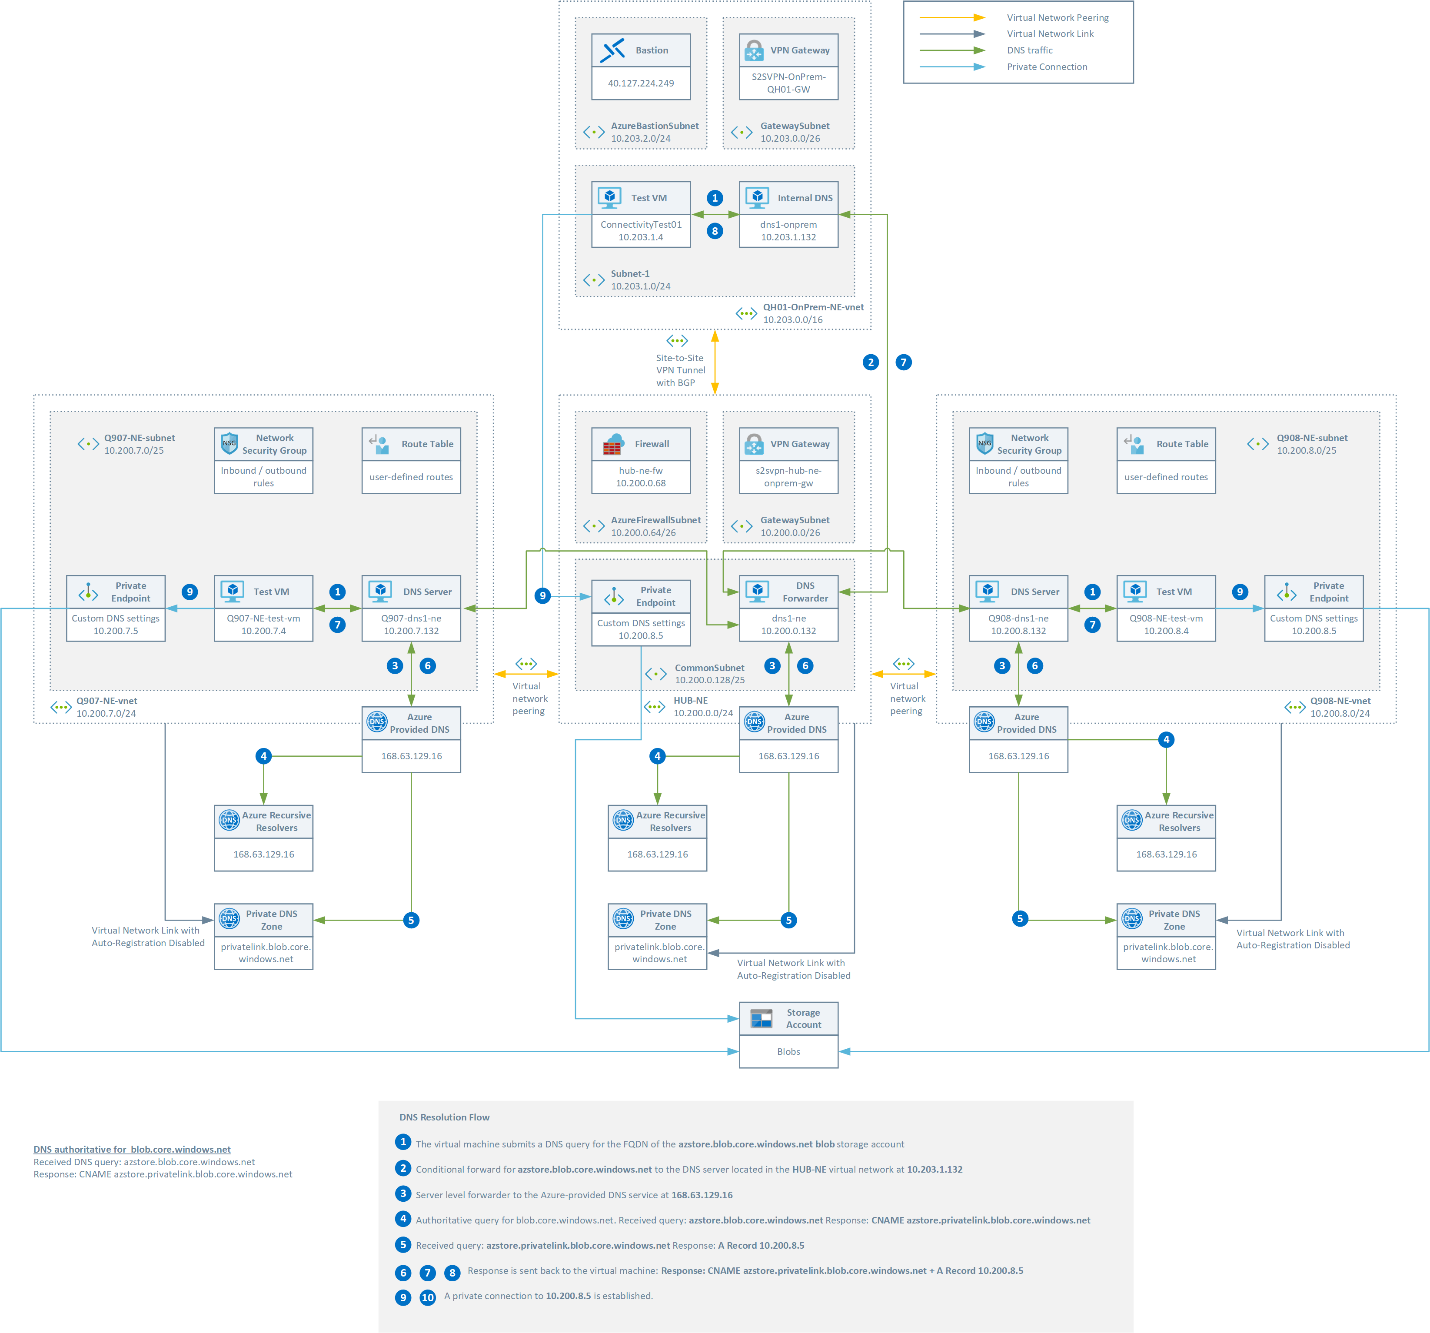 Virtual Network Peering
Virtual Network Link
DNS traffic
Private Connection
Bastion
40.127.224.249
AzureBastionSubnet
10.203.2.0/24
VPN Gateway
S2SVPN-OnPrem-
QH01-GW
GatewaySubnet
10.203.0.0/26
Test VM
ConnectivityTest01
10.203.1.4
1
8
Internal DNS
dns1-onprem
10.203.1.132
Subnet-1
10.203.1.0/24
QH01-OnPrem-NE-vnet
10.203.0.0/16
Site-to-Site
VPN Tunnel
with BGP
2
7
Q907-NE-subnet
10.200.7.0/25
NSG
Network
Security Group
Inbound / outbound
rules
Route Table
user-defined routes
Private
Endpoint
Custom DNS settings
10.200.7.5
9
Test VM
Q907-NE-test-vm
10.200.7.4
1
7
DNS Server
Q907-dns1-ne
10.200.7.132
3
6
Q907-NE-vnet
10.200.7.0/24
Virtual
network
peering
Firewall
hub-ne-fw
10.200.0.68
AzureFirewallSubnet
10.200.0.64/26
VPN Gateway
s2svpn-hub-ne-
onprem-gw
GatewaySubnet
10.200.0.0/26
9
Private
Endpoint
Custom DNS settings
10.200.8.5
DNS
Forwarder
dns1-ne
10.200.0.132
3
6
CommonSubnet
10.200.0.128/25
HUB-NE
10.200.0.0/24
Virtual
network
peering
NSG
Network
Security Group
Inbound / outbound
rules
Route Table
user-defined routes
Q908-NE-subnet
10.200.8.0/25
DNS Server
Q908-dns1-ne
10.200.8.132
1
7
Test VM
Q908-NE-test-vm
10.200.8.4
9
Private
Endpoint
Custom DNS settings
10.200.8.5
3
6
Q908-NE-vnet
10.200.8.0/24
DNS
Azure
Provided DNS
168.63.129.16
4
DNS
Azure Recursive
Resolvers
168.63.129.16
DNS
Private DNS
Zone
privatelink.blob.core.
windows.net
5
Virtual Network Link with
Auto-Registration Disabled
DNS
Azure
Provided DNS
168.63.129.16
4
DNS
Azure Recursive
Resolvers
168.63.129.16
DNS
Private DNS
Zone
privatelink.blob.core.
windows.net
5
Virtual Network Link with
Auto-Registration Disabled
DNS
Azure
Provided DNS
168.63.129.16
4
DNS
Azure Recursive
Resolvers
168.63.129.16
5
DNS
Private DNS
Zone
privatelink.blob.core.
windows.net
Virtual Network Link with
Auto-Registration Disabled
Storage
Account
Blobs
DNS authoritative for blob.core.windows.net
Received DNS query: azstore.blob.core.windows.net
Response: CNAME azstore.privatelink.blob.core.windows.net
DNS Resolution Flow
1 The virtual machine submits a DNS query for the FQDN of the azstore.blob.core.windows.net blob storage account
2 Conditional forward for azstore.blob.core.windows.net to the DNS server located in the HUB-NE virtual network at 10.203.1.132
3 Server level forwarder to the Azure-provided DNS service at 168.63.129.16
4 Authoritative query for blob.core.windows.net. Received query: azstore.blob.core.windows.net Response: CNAME azstore.privatelink.blob.core.windows.net
5 Received query: azstore.privatelink.blob.core.windows.net Response: A Record 10.200.8.5
6 7 8 Response is sent back to the virtual machine: Response: CNAME azstore.privatelink.blob.core.windows.net + A Record 10.200.8.5
9 10 A private connection to 10.200.8.5 is established.